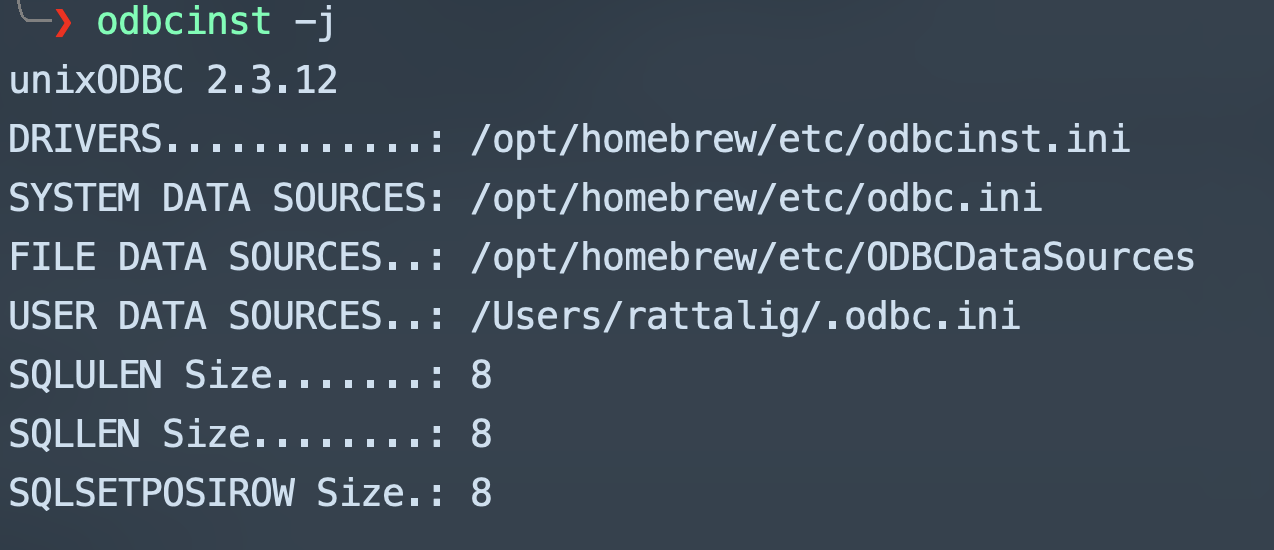 ❯ odbcinst -j
unixODBC 2.3.12
DRIVERS............: /opt/homebrew/etc/odbcinst.ini
SYSTEM DATA SOURCES: /opt/homebrew/etc/odbc.ini
FILE DATA SOURCES..: /opt/homebrew/etc/ODBCDataSources
USER DATA SOURCES..: /Users/rattalig/.odbc.ini
SQLULEN Size.......: 8
SQLLEN Size........: 8
SQLSETPOSIROW Size.: 8